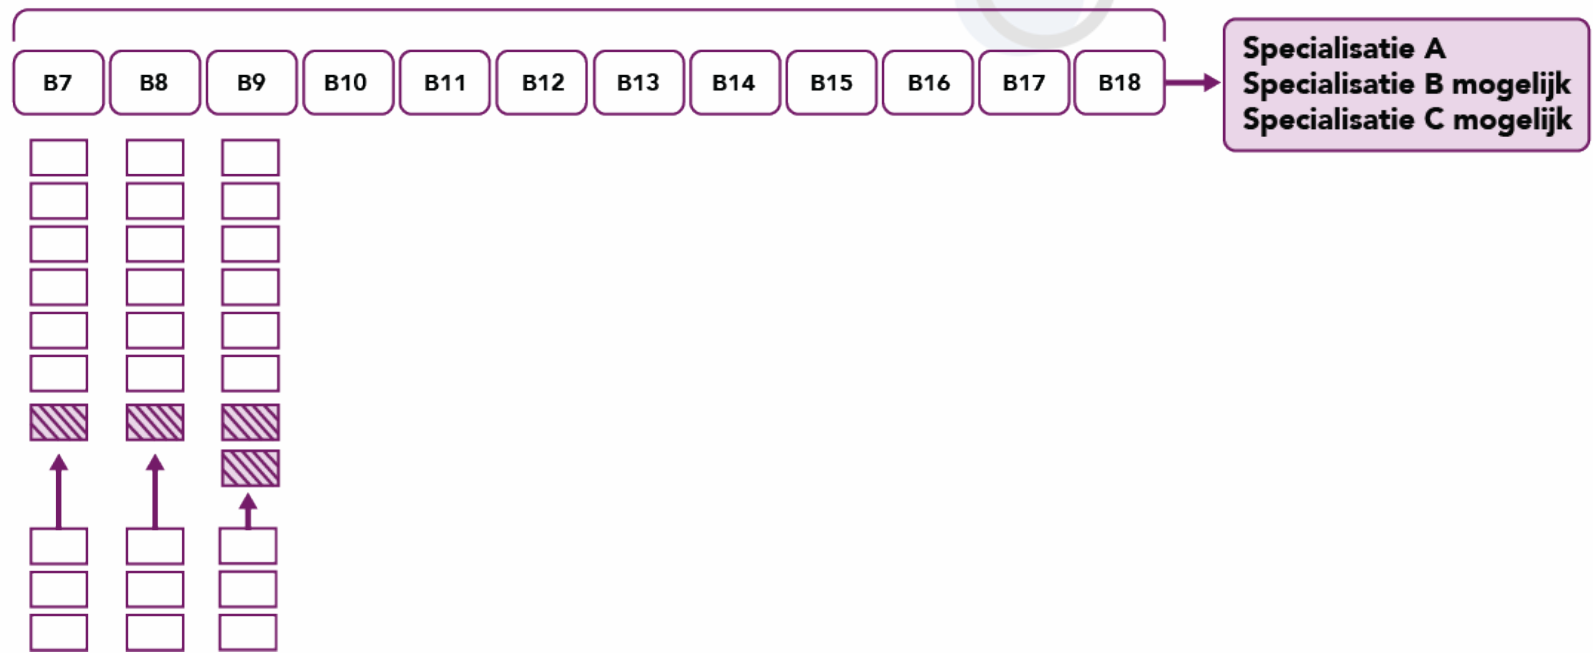 B7 B8 B9 B10 B11 B12 B13 B14 B15 B16 B17 B18
Specialisatie A
Specialisatie B mogelijk
Specialisatie C mogelijk